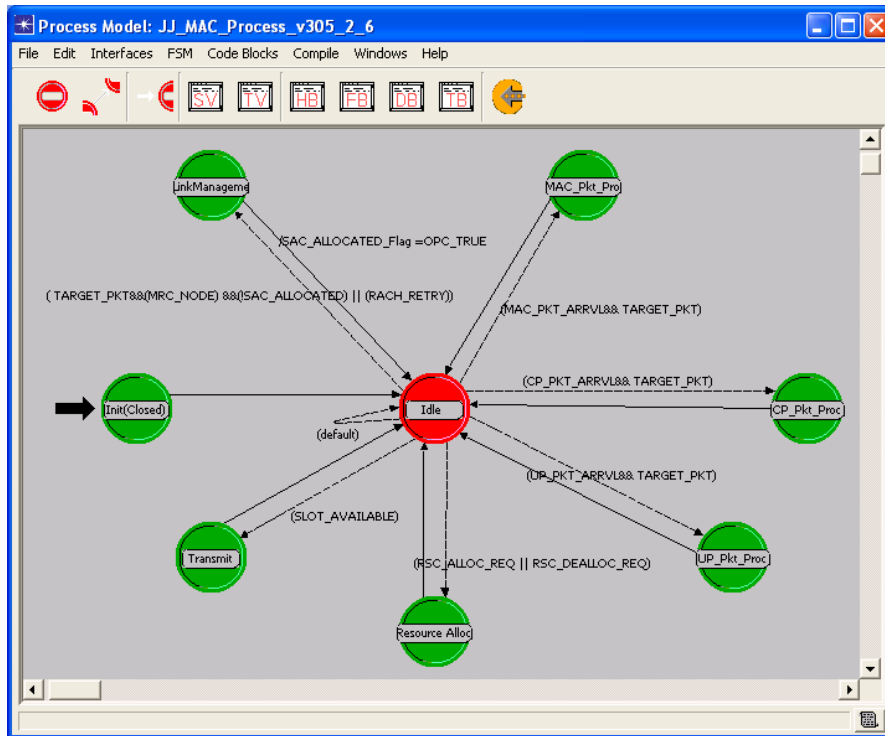 Process Model: JJ_MAC_Process_v305_2_6
File Edit Interfaces FSM Code Blocks Compile Windows Help
SV TV HB FB DB TB
LinkManageme
MAC_Pkt_Pro
/SAC_ALLOCATED_Flag =OPC_TRUE
( TARGET_PKT&&(MRC_NODE) &&(!SAC_ALLOCATED) || (RACH_RETRY))
(MAC_PKT_ARRVL&& TARGET_PKT)
(CP_PKT_ARRVL&& TARGET_PKT)
Init(Closed)
Idle
CP_Pkt_Proc
(default)
(UP_PKT_ARRVL&& TARGET_PKT)
(SLOT_AVAILABLE)
Transmit
(RSC_ALLOC_REQ || RSC_DEALLOC_REQ)
UP_Pkt_Proc
Resource Alloc